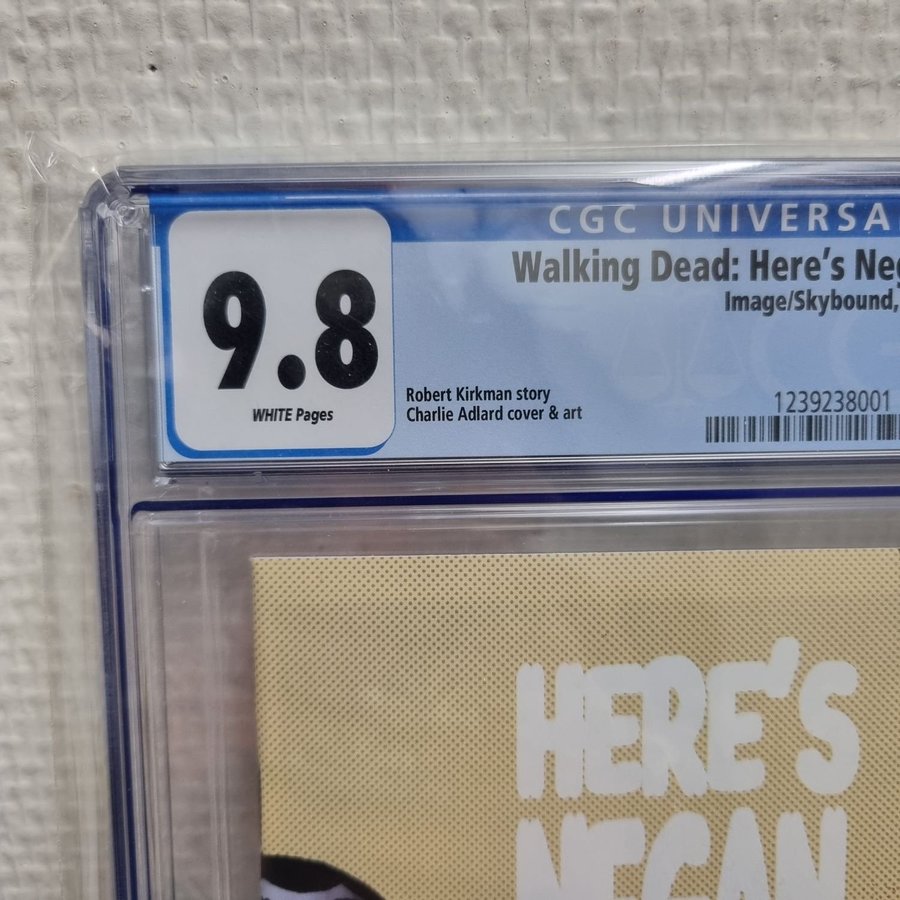 CGC UNIVERSA
9.8
WHITE Pages
Walking Dead: Here's Neg
Image/Skybound,
Robert Kirkman story
Charlie Adlard cover & art
1239238001
HERE'S
NEGAN